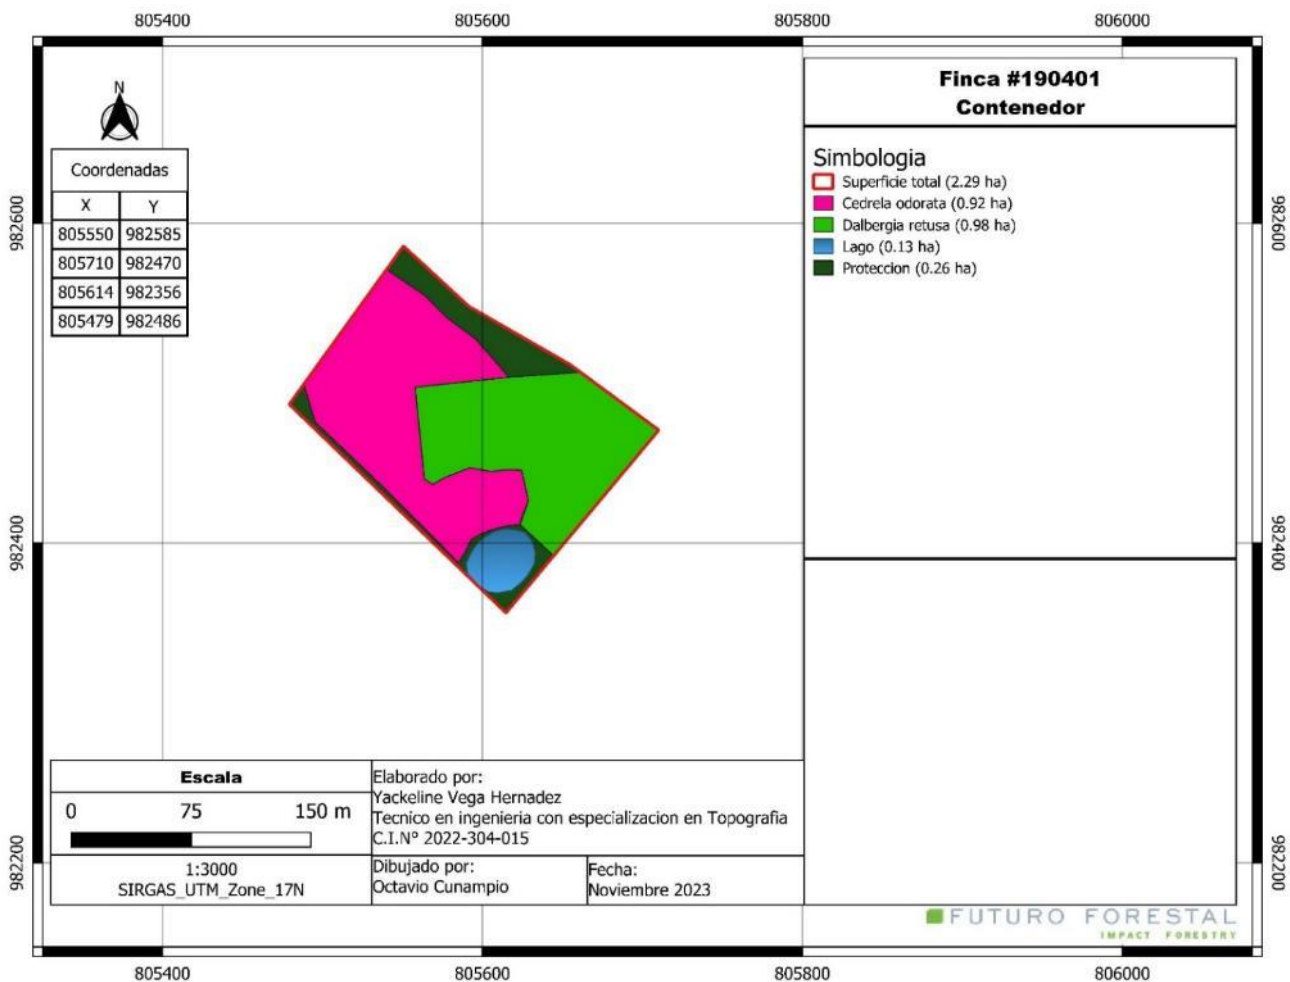 805400 805600 805800 806000
N
Coordenadas
X Y
805550 982585
805710 982470
805614 982356
805479 982486
Finca #190401
Contenedor
Simbologia
Superficie total (2.29 ha)
Cedrela odorata (0.92 ha)
Dalbergia retusa (0.98 ha)
Lago (0.13 ha)
Proteccion (0.26 ha)
982600 982600
982400 982400
982200 982200
Escala
0 75 150 m
1:3000
SIRGAS_UTM_Zone_17N
Elaborado por:
Yackeline Vega Hernadez
Tecnico en ingenieria con especializacion en Topografia
C.I.N° 2022-304-015
Dibujado por:
Octavio Cunampio
Fecha:
Noviembre 2023
FUTURO FORESTAL
IMPACT FORESTRY
805400 805600 805800 806000